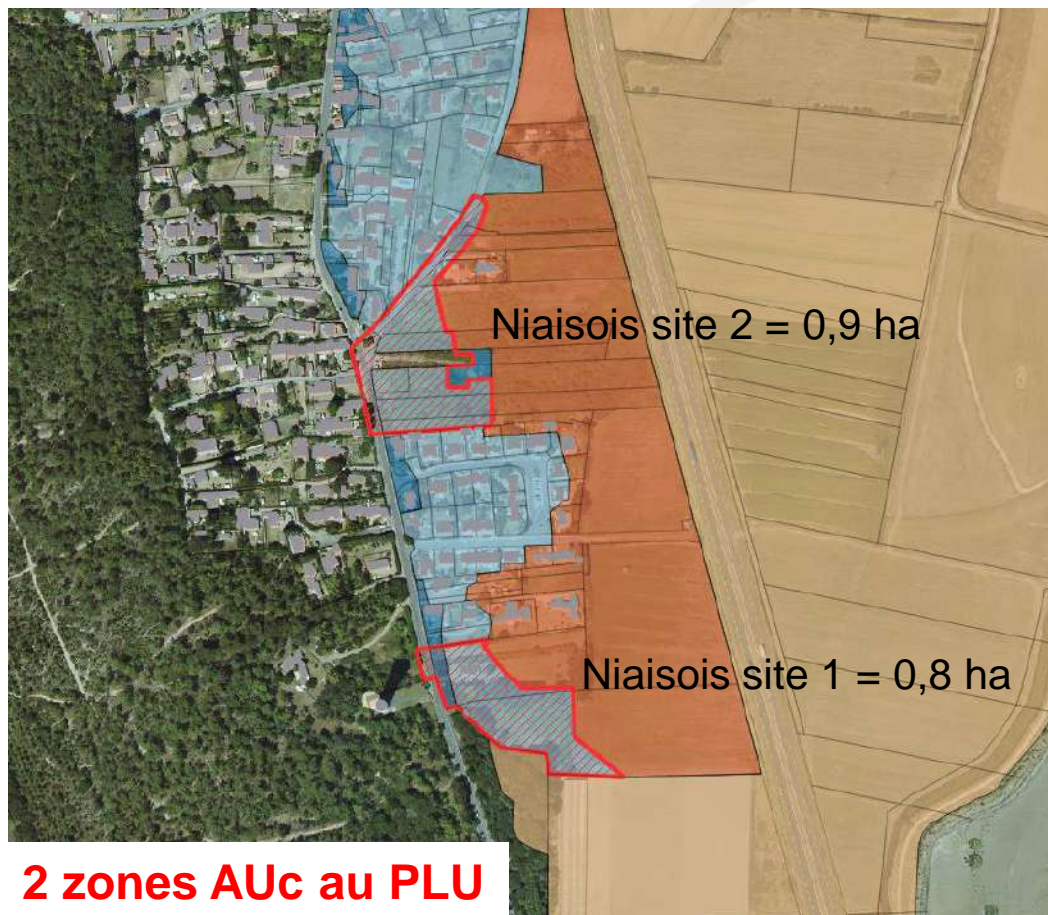 Niaisois site 2 = 0,9 ha
Niaisois site 1 = 0,8 ha
2 zones AUc au PLU